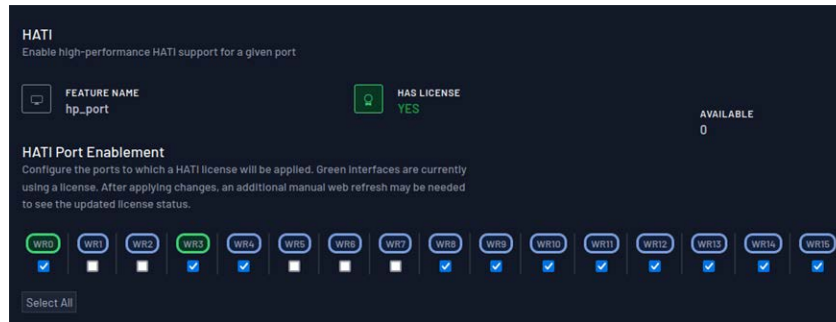 HATI
Enable high-performance HATI support for a given port
FEATURE NAME
hp_port
HAS LICENSE
YES
AVAILABLE
0
HATI Port Enablement
Configure the ports to which a HATI license will be applied. Green interfaces are currently
using a license. After applying changes, an additional manual web refresh may be needed
to see the updated license status.
WR0 WR1 WR2 WR3 WR4 WR5 WR6 WR7 WR8 WR9 WR10 WR11 WR12 WR13 WR14 WR15
Select All